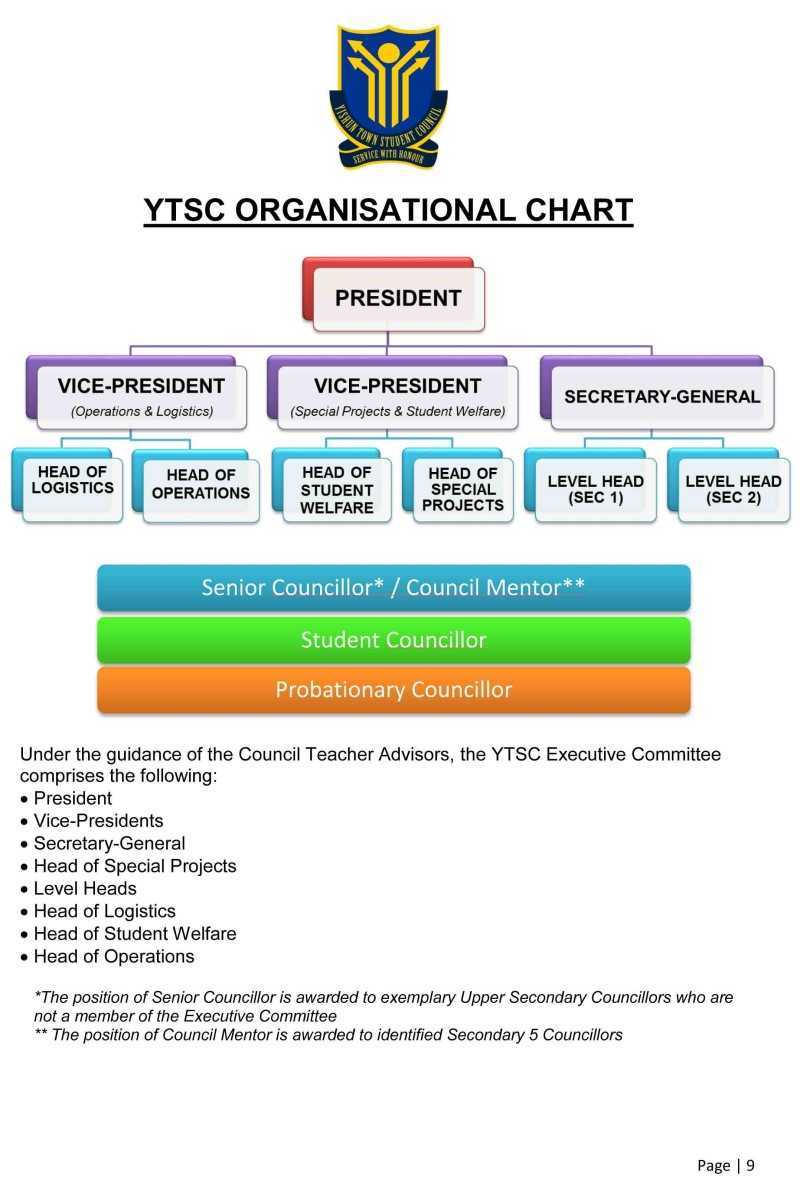 YISHUN TOWN STUDENT COUNCIL
SERVICE WITH HONOUR
YTSC ORGANISATIONAL CHART
PRESIDENT
VICE-PRESIDENT
(Operations & Logistics)
VICE-PRESIDENT
(Special Projects & Student Welfare)
SECRETARY-GENERAL
HEAD OF
LOGISTICS
HEAD OF
OPERATIONS
HEAD OF
STUDENT
WELFARE
HEAD OF
SPECIAL
PROJECTS
LEVEL HEAD
(SEC 1)
LEVEL HEAD
(SEC 2)
Senior Councillor* / Council Mentor**
Student Councillor
Probationary Councillor
Under the guidance of the Council Teacher Advisors, the YTSC Executive Committee
comprises the following:
• President
• Vice-Presidents
• Secretary-General
• Head of Special Projects
• Level Heads
• Head of Logistics
• Head of Student Welfare
• Head of Operations
*The position of Senior Councillor is awarded to exemplary Upper Secondary Councillors who are
not a member of the Executive Committee
** The position of Council Mentor is awarded to identified Secondary 5 Councillors
Page | 9